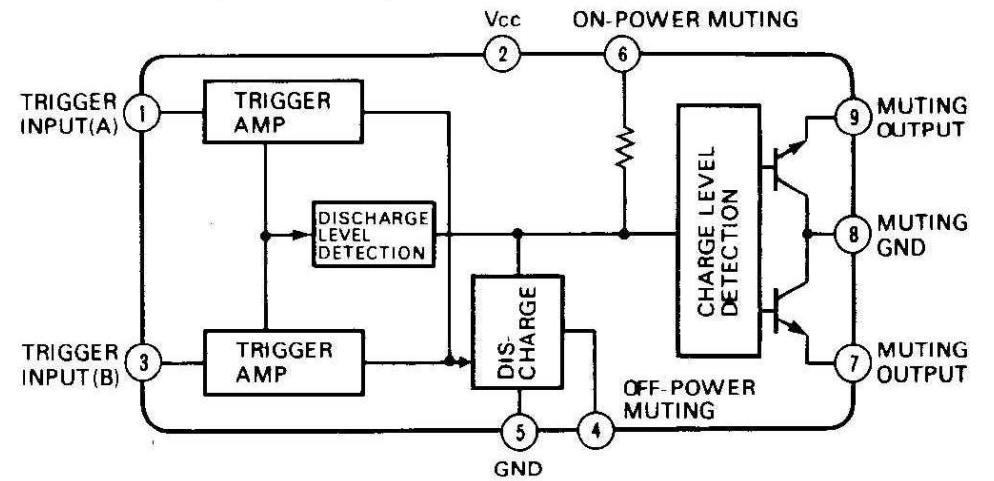 Vcc
ON-POWER MUTING
2
6
TRIGGER
INPUT(A)
1
TRIGGER
AMP
9
MUTING
OUTPUT
DISCHARGE
LEVEL
DETECTION
CHARGE LEVEL
DETECTION
8
MUTING
GND
DIS-
CHARGE
TRIGGER
INPUT(B)
3
TRIGGER
AMP
7
MUTING
OUTPUT
OFF-POWER
MUTING
5
4
GND